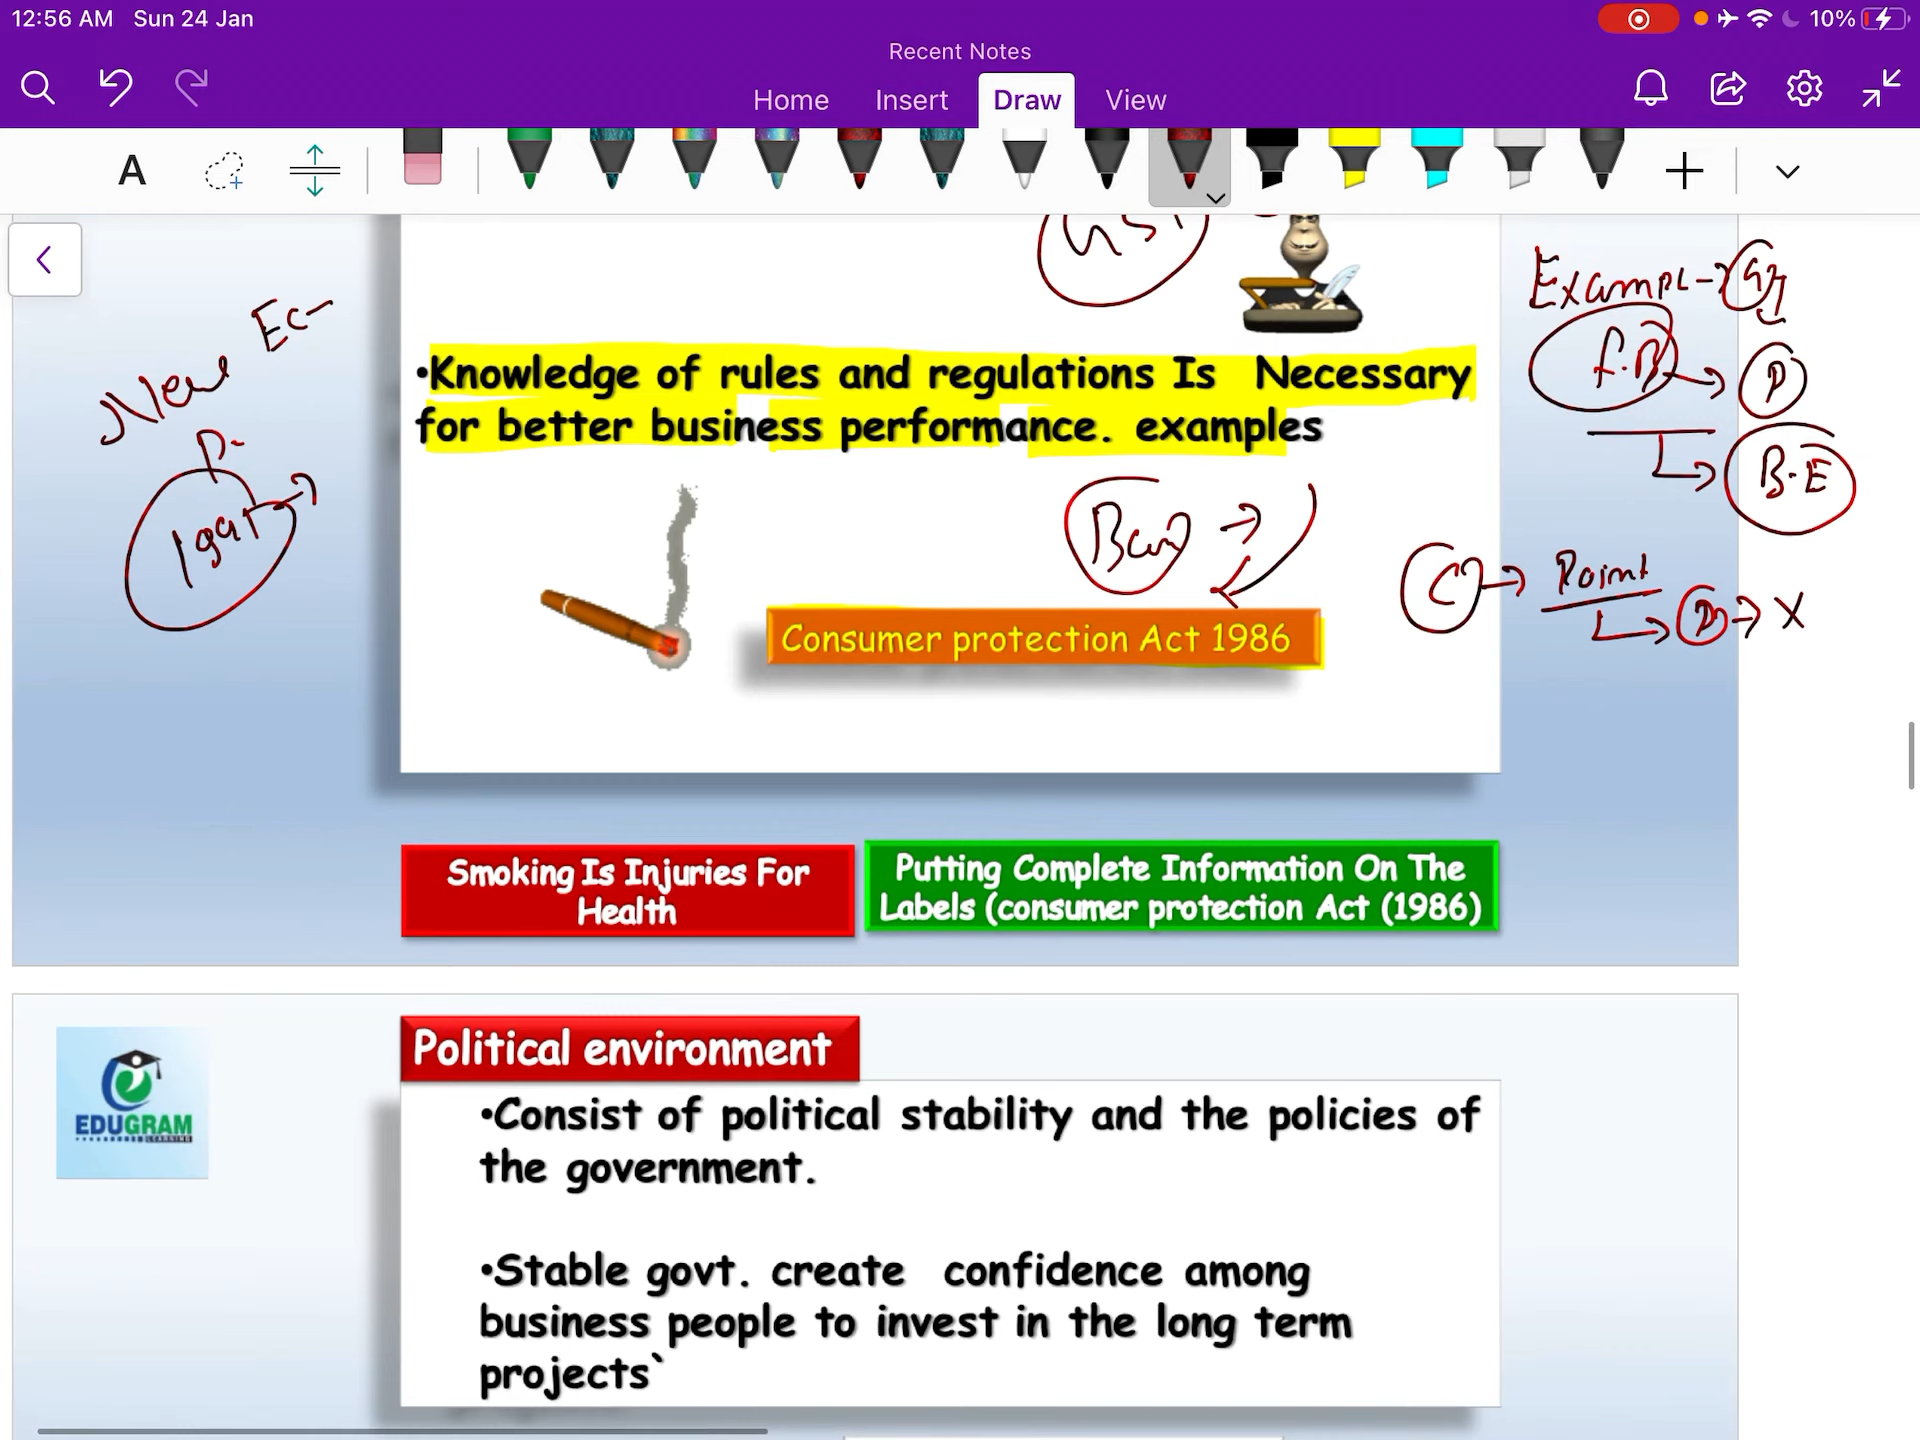 12:56 AM Sun 24 Jan
10%
Recent Notes
Home Insert Draw View
A
GST
Exampl
New Ec-
P-
1991
•Knowledge of rules and regulations Is Necessary
for better business performance. examples
F.B
P
B.E
Ban
C
Point
X
Consumer protection Act 1986
Smoking Is Injuries For
Health
Putting Complete Information On The
Labels (consumer protection Act (1986)
EDUGRAM
LEARNING
Political environment
•Consist of political stability and the policies of
the government.
•Stable govt. create confidence among
business people to invest in the long term
projects`